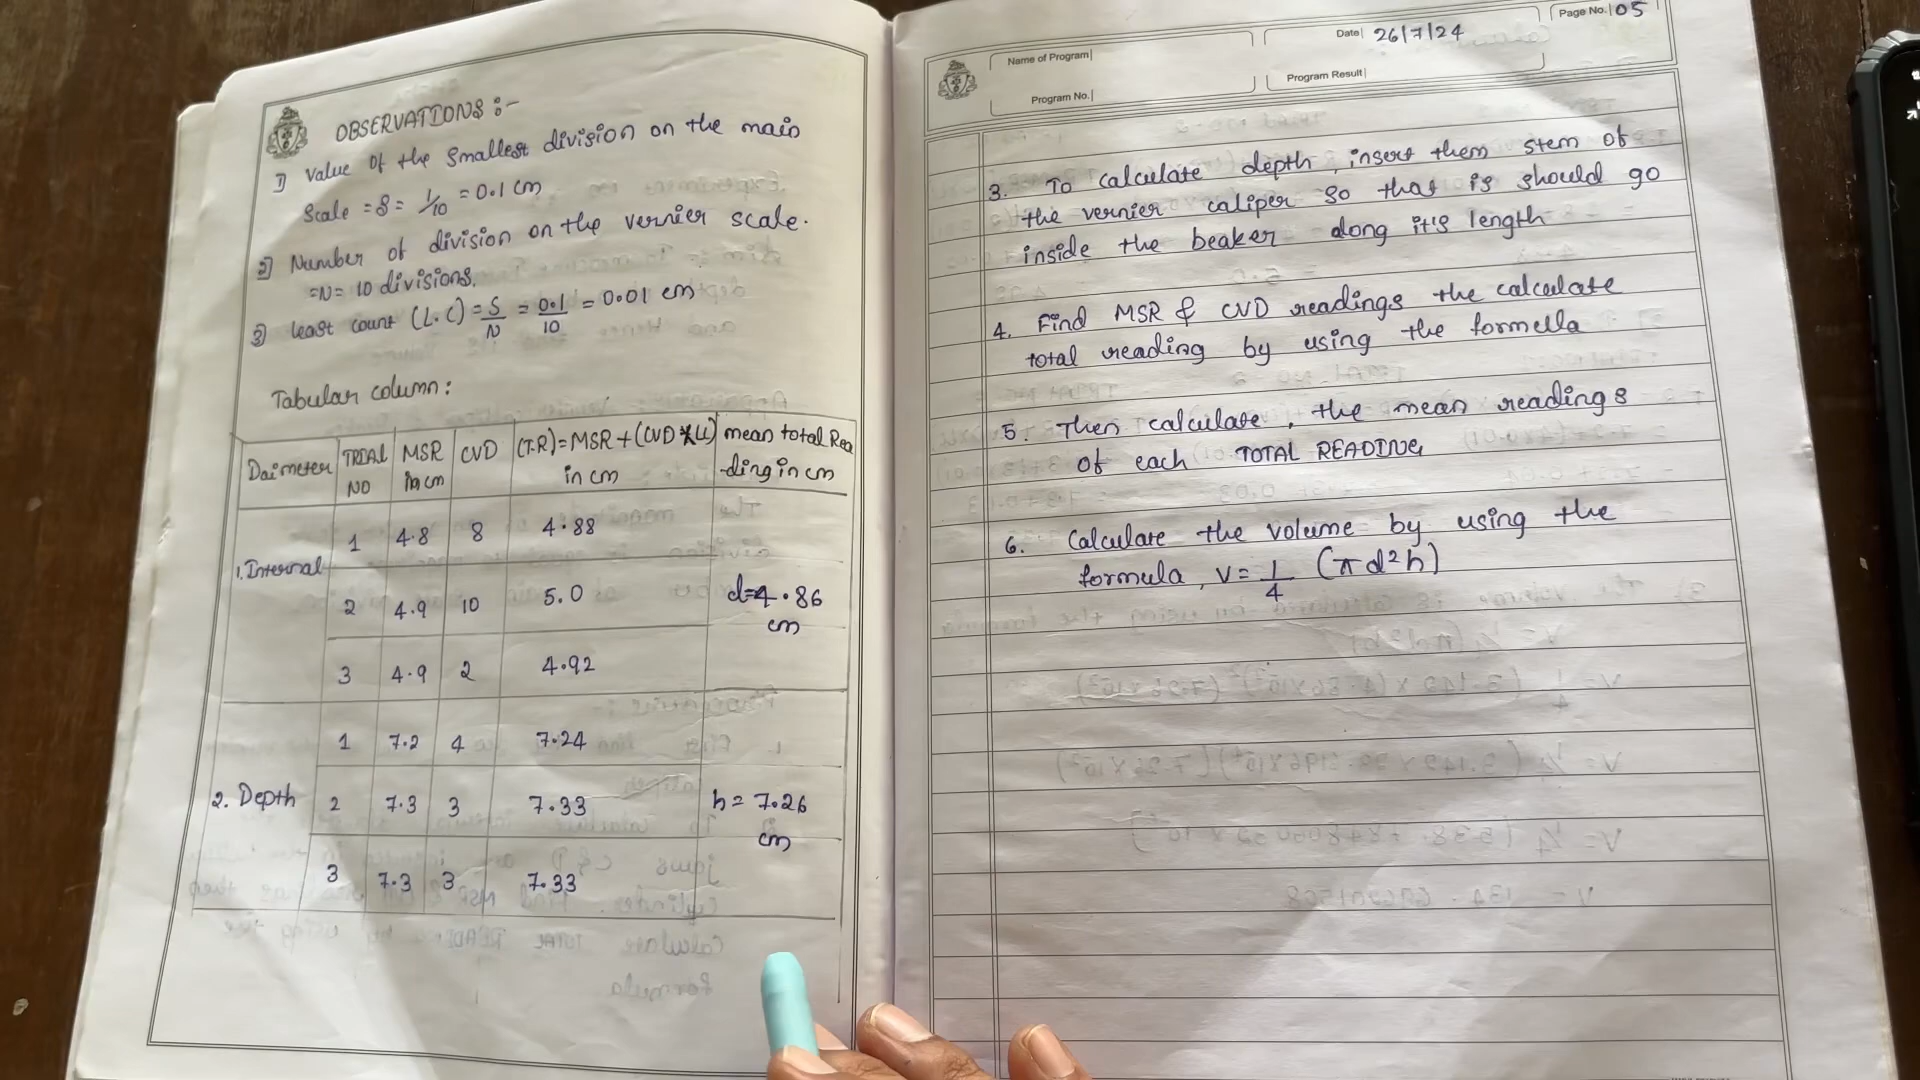 OBSERVATIONS :-
1) Value of the Smallest division on the main
Scale = S = 1/10 = 0.1 cm
2) Number of division on the vernier scale.
=N= 10 divisions.
3) least count (L.C) = S/N = 0.1/10 = 0.01 cm
Tabular column:
Daimeter TRIAL NO MSR in cm CVD (T.R)=MSR+(CVD×LC) in cm mean total Rea-ding in cm
1. Internal
1 4.8 8 4.88
2 4.9 10 5.0 d=4.86 cm
3 4.9 2 4.92
2. Depth
1 7.2 4 7.24
2 7.3 3 7.33 h= 7.26 cm
3 7.3 3 7.33
Page No. 05
Date 26/7/24
Name of Program
Program Result
Program No.
3. To calculate depth, insert them stem of
the vernier caliper so that is should go
inside the beaker along it's length
4. Find MSR & CVD readings the calculate
total reading by using the formella
5. Then calculate, the mean readings
of each TOTAL READING
6. Calculate the volume by using the
formula, V= 1/4 (πd²h)